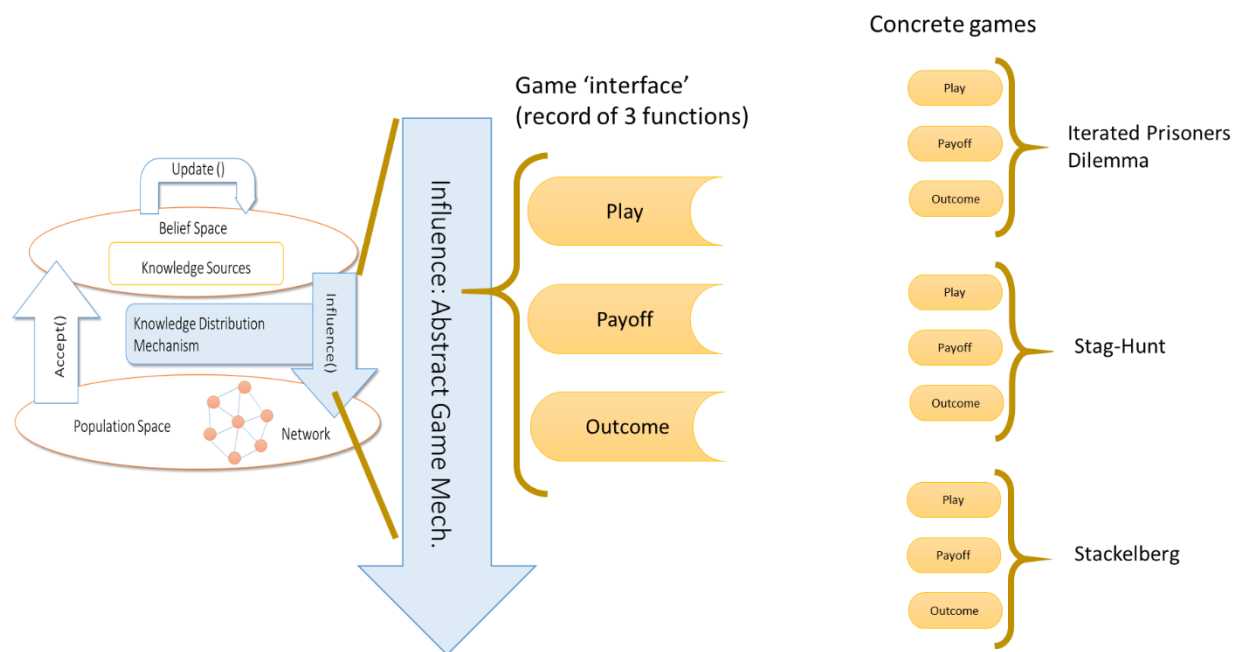 Update ()
Belief Space
Knowledge Sources
Accept()
Knowledge Distribution
Mechanism
Influence()
Population Space
Network
Influence: Abstract Game Mech.
Game ‘interface’
(record of 3 functions)
Play
Payoff
Outcome
Concrete games
Play
Payoff
Outcome
Iterated Prisoners
Dilemma
Play
Payoff
Outcome
Stag-Hunt
Play
Payoff
Outcome
Stackelberg